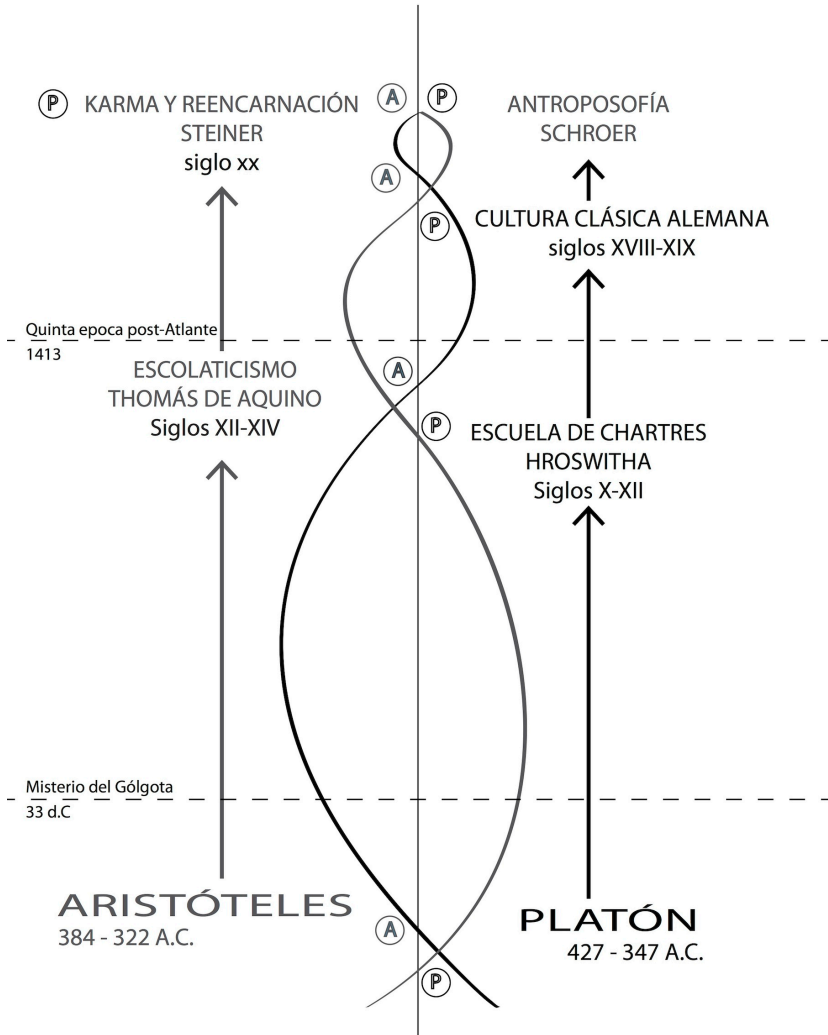 P KARMA Y REENCARNACIÓN
STEINER
siglo xx
A P
ANTROPOSOFÍA
SCHROER
A
P
CULTURA CLÁSICA ALEMANA
siglos XVIII-XIX
Quinta epoca post-Atlante
1413
ESCOLATICISMO
THOMÁS DE AQUINO
Siglos XII-XIV
A
P
ESCUELA DE CHARTRES
HROSWITHA
Siglos X-XII
Misterio del Gólgota
33 d.C
ARISTÓTELES
384 - 322 A.C.
A
P
PLATÓN
427 - 347 A.C.